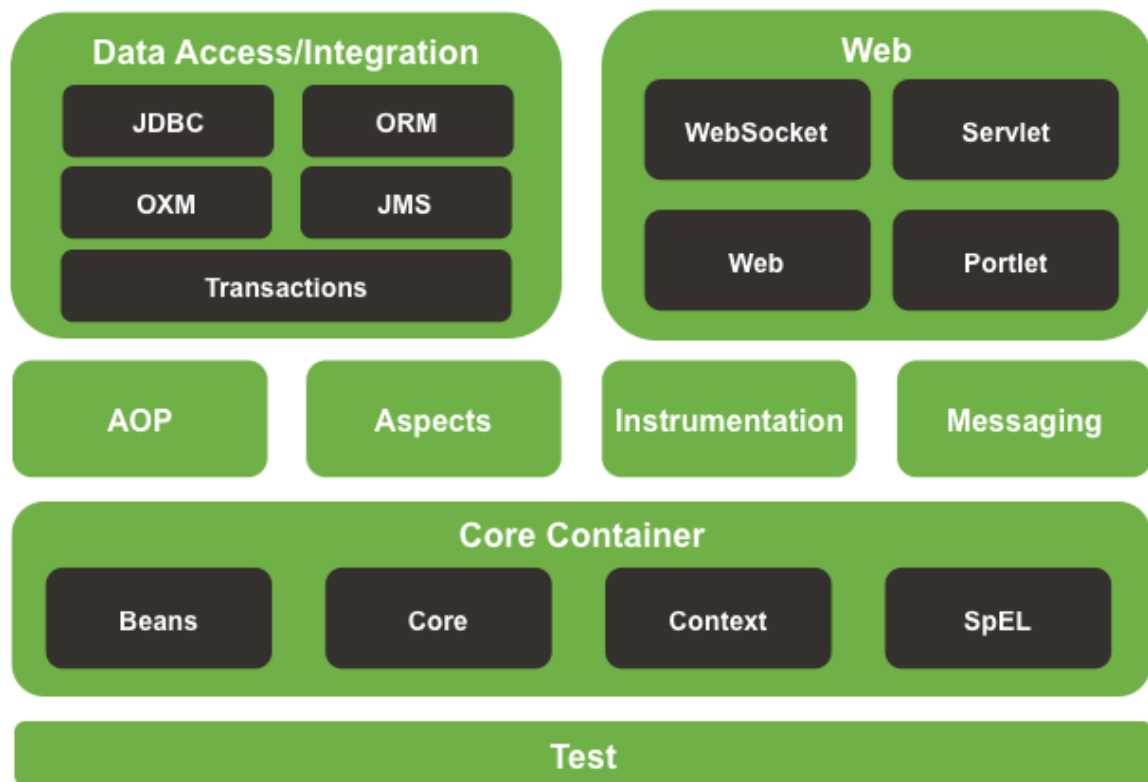 Data Access/Integration
JDBC
ORM
OXM
JMS
Transactions
Web
WebSocket
Servlet
Web
Portlet
AOP
Aspects
Instrumentation
Messaging
Core Container
Beans
Core
Context
SpEL
Test